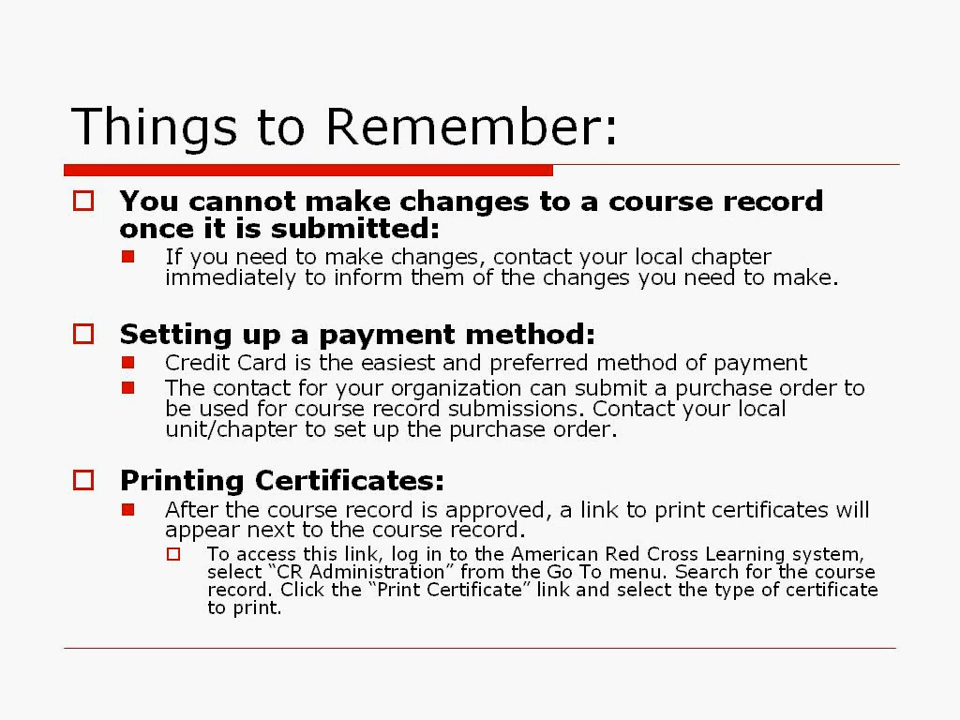 Things to Remember:
You cannot make changes to a course record
once it is submitted:
If you need to make changes, contact your local chapter
immediately to inform them of the changes you need to make.
Setting up a payment method:
Credit Card is the easiest and preferred method of payment
The contact for your organization can submit a purchase order to
be used for course record submissions. Contact your local
unit/chapter to set up the purchase order.
Printing Certificates:
After the course record is approved, a link to print certificates will
appear next to the course record.
To access this link, log in to the American Red Cross Learning system,
select “CR Administration” from the Go To menu. Search for the course
record. Click the “Print Certificate” link and select the type of certificate
to print.